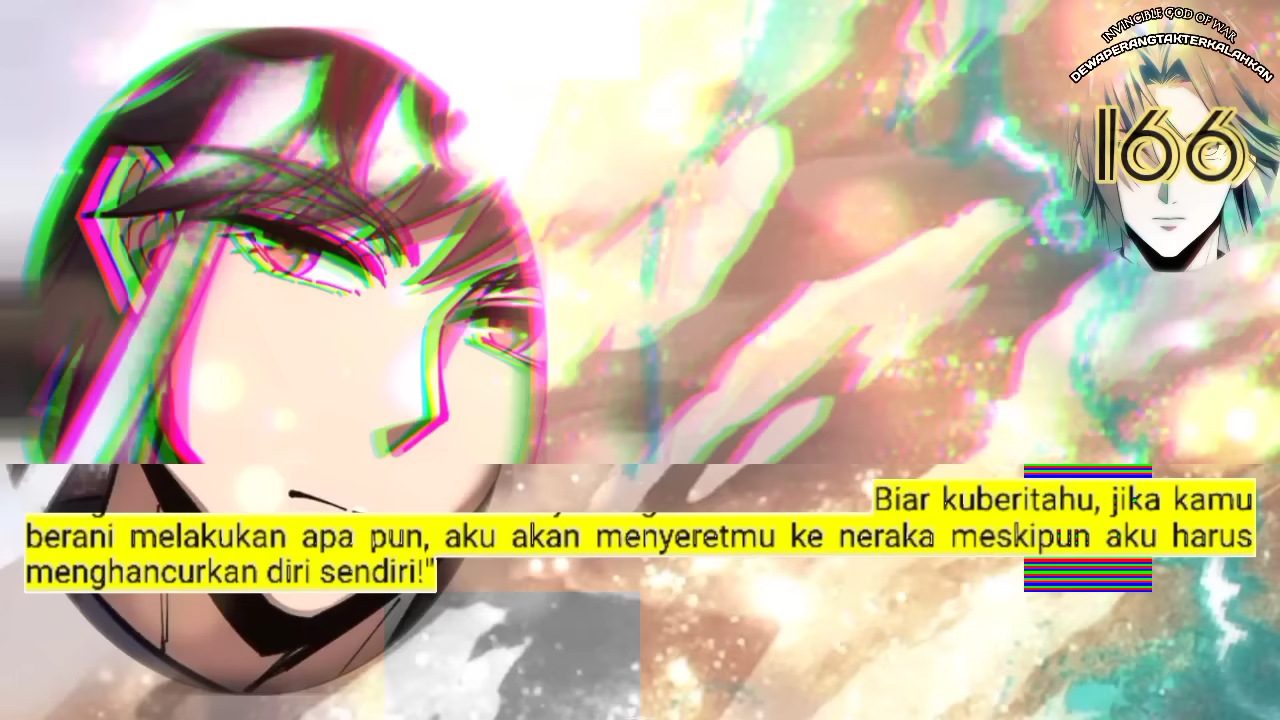 INVINCIBLE GOD OF WAR
DEWAPERANGTAKTERKALAHKAN
166
Biar kuberitahu, jika kamu
berani melakukan apa pun, aku akan menyeretmu ke neraka meskipun aku harus
menghancurkan diri sendiri!"